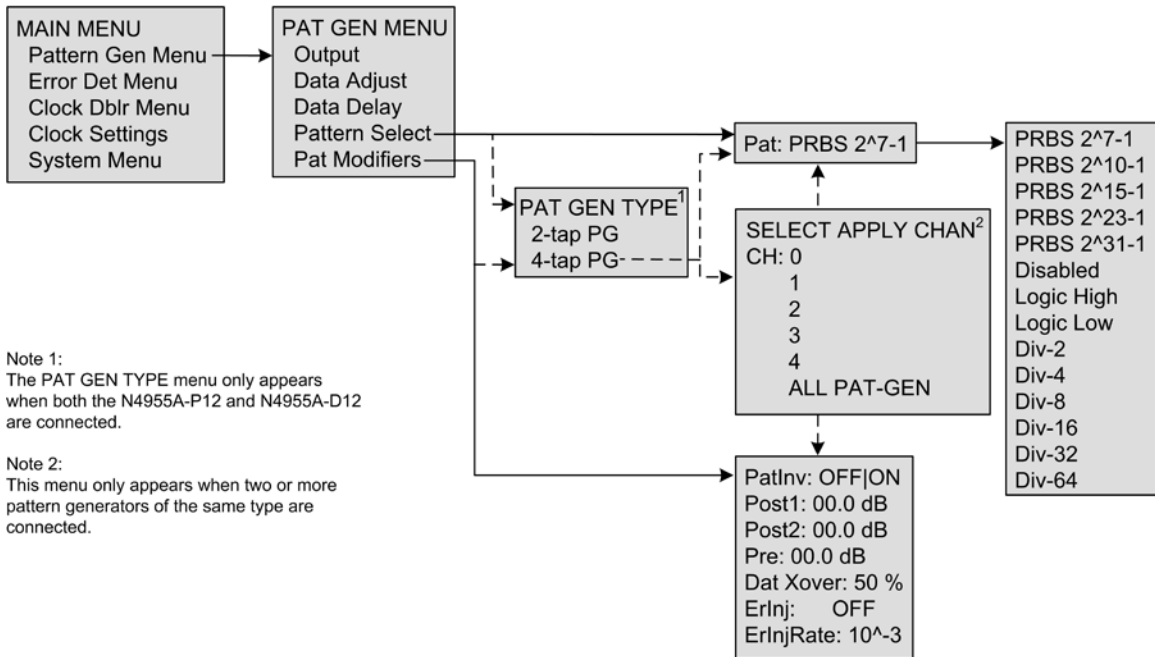 MAIN MENU
Pattern Gen Menu
Error Det Menu
Clock Dblr Menu
Clock Settings
System Menu
PAT GEN MENU
Output
Data Adjust
Data Delay
Pattern Select
Pat Modifiers
PAT GEN TYPE1
2-tap PG
4-tap PG
Pat: PRBS 2^7-1
SELECT APPLY CHAN2
CH: 0
1
2
3
4
ALL PAT-GEN
PRBS 2^7-1
PRBS 2^10-1
PRBS 2^15-1
PRBS 2^23-1
PRBS 2^31-1
Disabled
Logic High
Logic Low
Div-2
Div-4
Div-8
Div-16
Div-32
Div-64
PatInv: OFF|ON
Post1: 00.0 dB
Post2: 00.0 dB
Pre: 00.0 dB
Dat Xover: 50 %
ErInj: OFF
ErInjRate: 10^-3
Note 1:
The PAT GEN TYPE menu only appears
when both the N4955A-P12 and N4955A-D12
are connected.
Note 2:
This menu only appears when two or more
pattern generators of the same type are
connected.